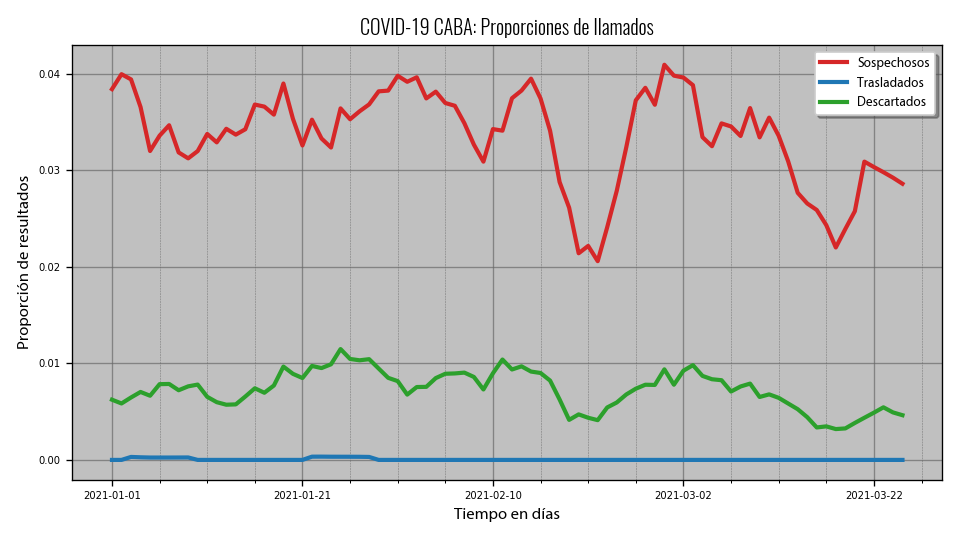 COVID-19 CABA: Proporciones de llamados
Sospechosos
Trasladados
Descartados
Proporción de resultados
0.04
0.03
0.02
0.01
0.00
2021-01-01
2021-01-21
2021-02-10
2021-03-02
2021-03-22
Tiempo en días